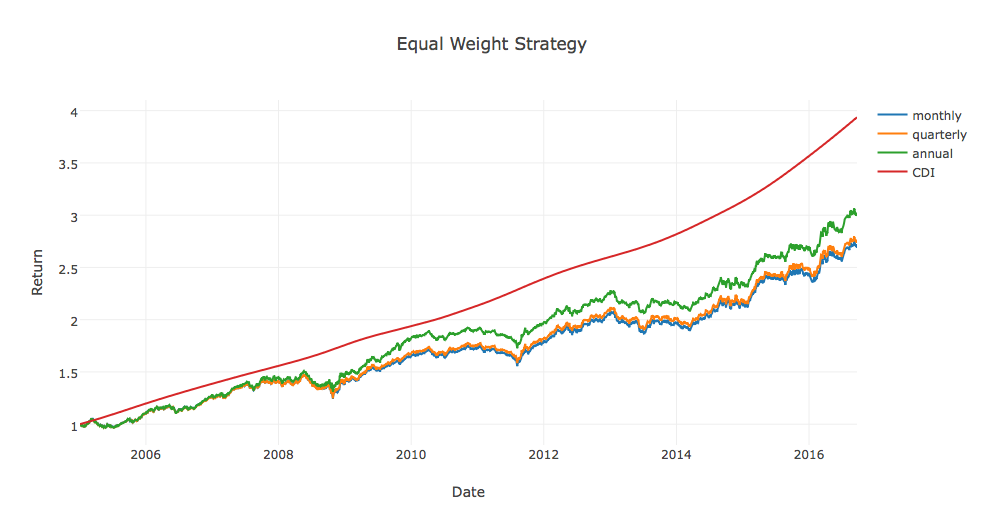 Equal Weight Strategy
Return
4
3.5
3
2.5
2
1.5
1
2006
2008
2010
2012
2014
2016
Date
monthly
quarterly
annual
CDI